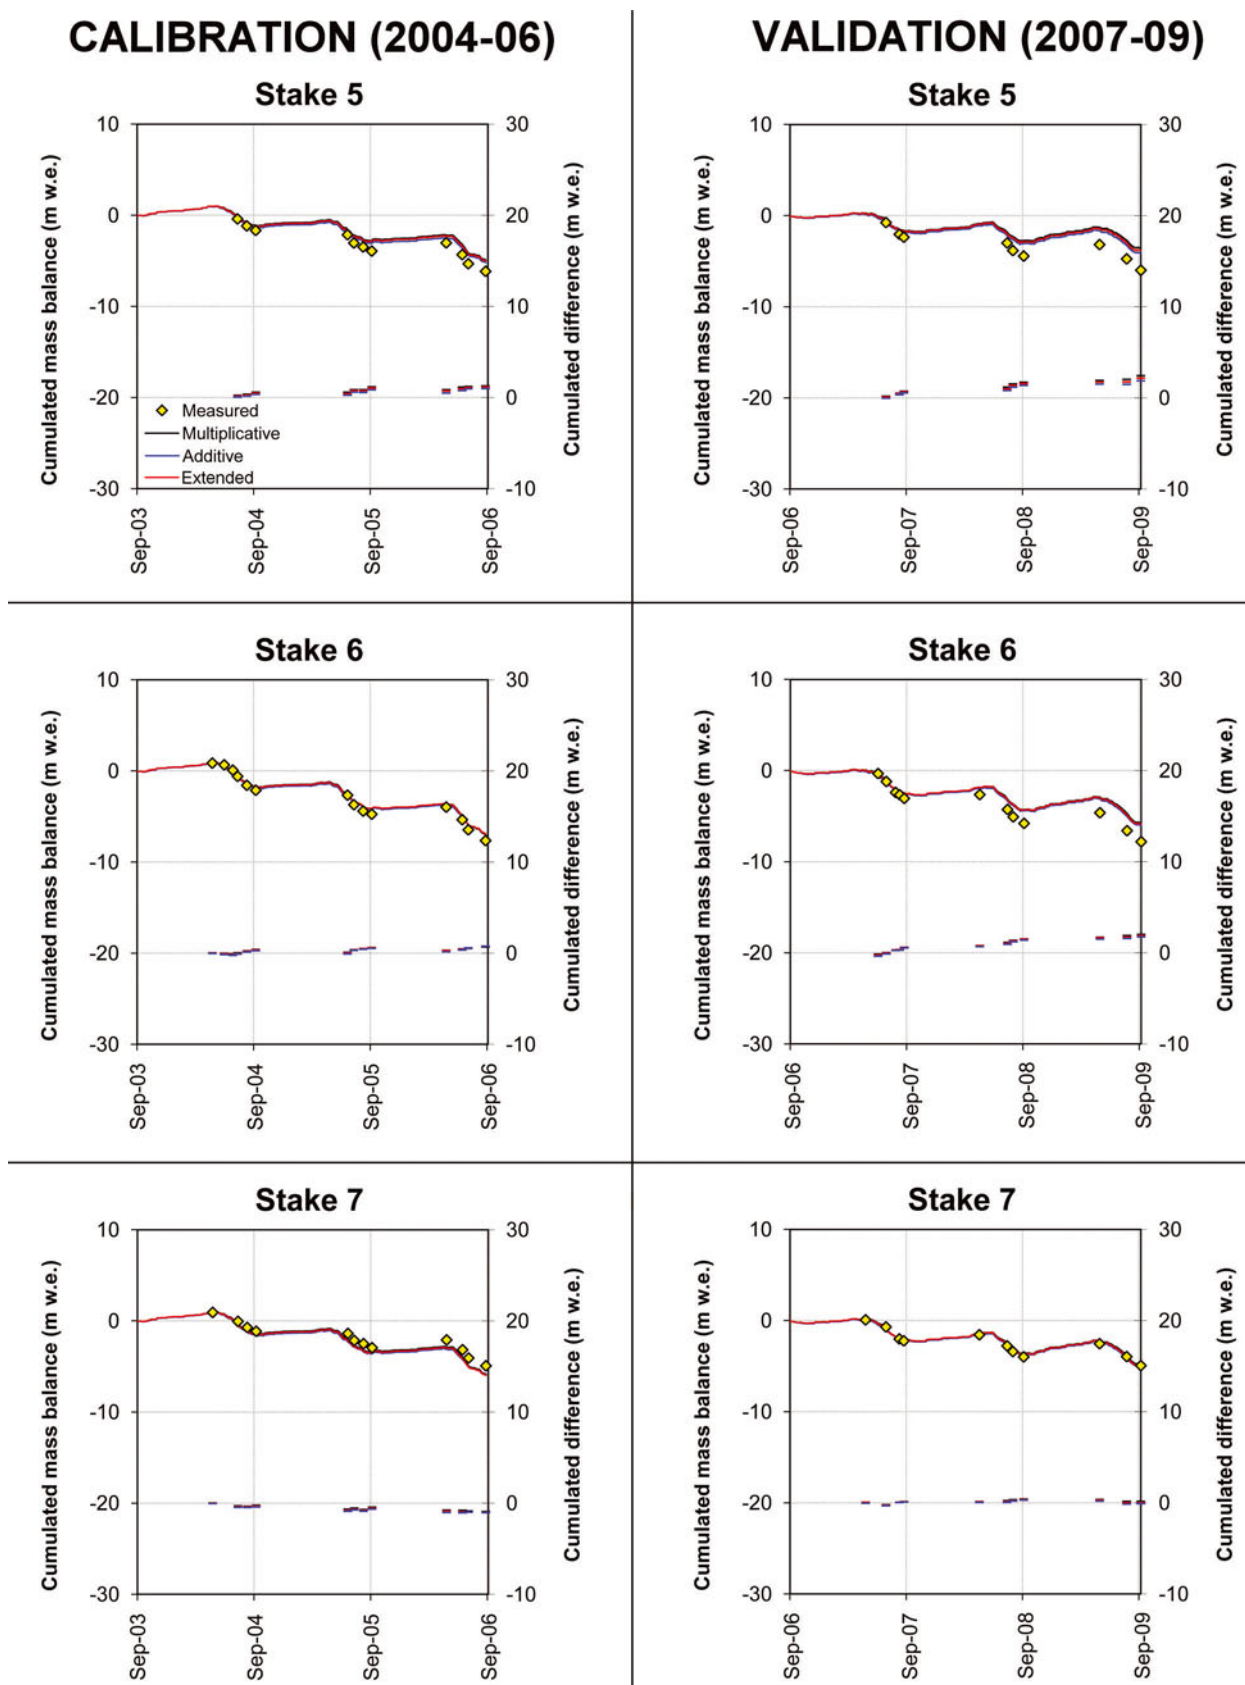 CALIBRATION (2004-06)
VALIDATION (2007-09)
Stake 5
Cumulated mass balance (m w.e.)
10
0
-10
-20
-30
30
20
10
0
-10
Cumulated difference (m w.e.)
Measured
Multiplicative
Additive
Extended
Sep-03
Sep-04
Sep-05
Sep-06
Stake 5
Cumulated mass balance (m w.e.)
10
0
-10
-20
-30
30
20
10
0
-10
Cumulated difference (m w.e.)
Sep-06
Sep-07
Sep-08
Sep-09
Stake 6
Cumulated mass balance (m w.e.)
10
0
-10
-20
-30
30
20
10
0
-10
Cumulated difference (m w.e.)
Sep-03
Sep-04
Sep-05
Sep-06
Stake 6
Cumulated mass balance (m w.e.)
10
0
-10
-20
-30
30
20
10
0
-10
Cumulated difference (m w.e.)
Sep-06
Sep-07
Sep-08
Sep-09
Stake 7
Cumulated mass balance (m w.e.)
10
0
-10
-20
-30
30
20
10
0
-10
Cumulated difference (m w.e.)
Sep-03
Sep-04
Sep-05
Sep-06
Stake 7
Cumulated mass balance (m w.e.)
10
0
-10
-20
-30
30
20
10
0
-10
Cumulated difference (m w.e.)
Sep-06
Sep-07
Sep-08
Sep-09